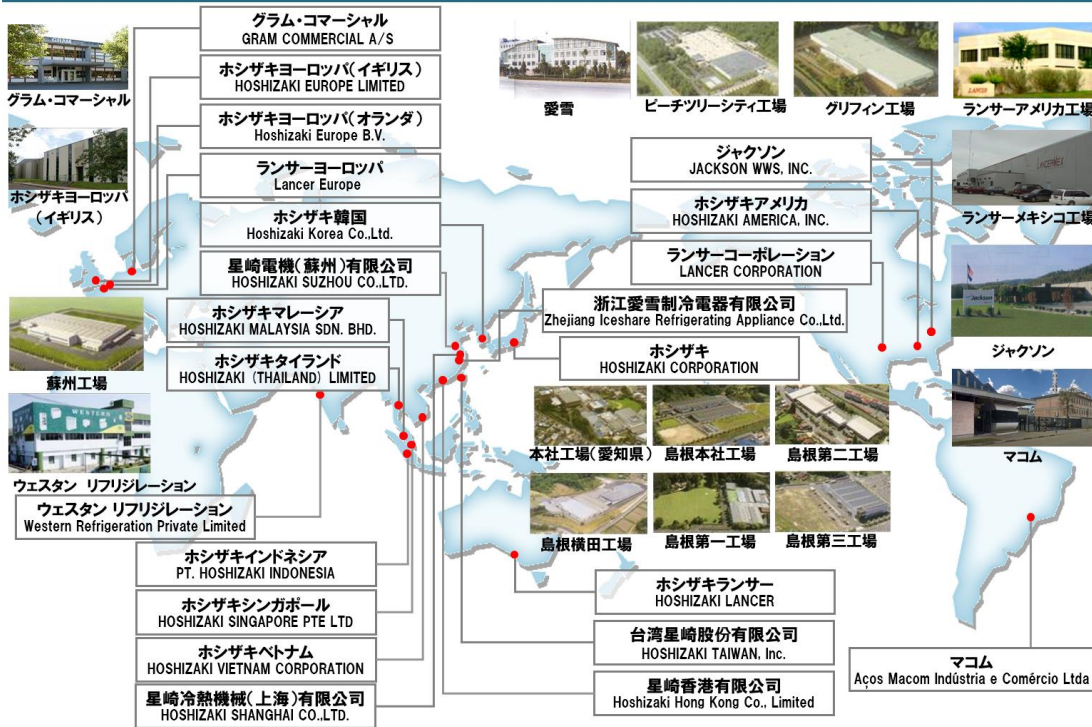 グラム・コマーシャル
GRAM COMMERCIAL A/S
ホシザキヨーロッパ(イギリス)
HOSHIZAKI EUROPE LIMITED
ホシザキヨーロッパ(オランダ)
Hoshizaki Europe B.V.
ランサーヨーロッパ
Lancer Europe
ホシザキ韓国
Hoshizaki Korea Co.,Ltd.
星崎電機(蘇州)有限公司
HOSHIZAKI SUZHOU CO.,LTD.
ホシザキマレーシア
HOSHIZAKI MALAYSIA SDN. BHD.
ホシザキタイランド
HOSHIZAKI (THAILAND) LIMITED
GRAM
グラム・コマーシャル
ホシザキヨーロッパ
(イギリス)
蘇州工場
WESTERN
ウェスタン リフリジレーション
ウェスタン リフリジレーション
Western Refrigeration Private Limited
ホシザキインドネシア
PT. HOSHIZAKI INDONESIA
ホシザキシンガポール
HOSHIZAKI SINGAPORE PTE LTD
ホシザキベトナム
HOSHIZAKI VIETNAM CORPORATION
星崎冷熱機械(上海)有限公司
HOSHIZAKI SHANGHAI CO.,LTD.
愛雪
ピーチツリーシティ工場
グリフィン工場
LANCER
ランサーアメリカ工場
ジャクソン
JACKSON WWS, INC.
ホシザキアメリカ
HOSHIZAKI AMERICA, INC.
ランサーコーポレーション
LANCER CORPORATION
浙江愛雪制冷電器有限公司
Zhejiang Iceshare Refrigerating Appliance Co.,Ltd.
ホシザキ
HOSHIZAKI CORPORATION
LANCERMEX
ランサーメキシコ工場
Jackson
ジャクソン
マコム
本社工場(愛知県)
島根本社工場
島根第二工場
島根横田工場
島根第一工場
島根第三工場
ホシザキランサー
HOSHIZAKI LANCER
台湾星崎股份有限公司
HOSHIZAKI TAIWAN, Inc.
星崎香港有限公司
Hoshizaki Hong Kong Co., Limited
マコム
Aços Macom Indústria e Comércio Ltda